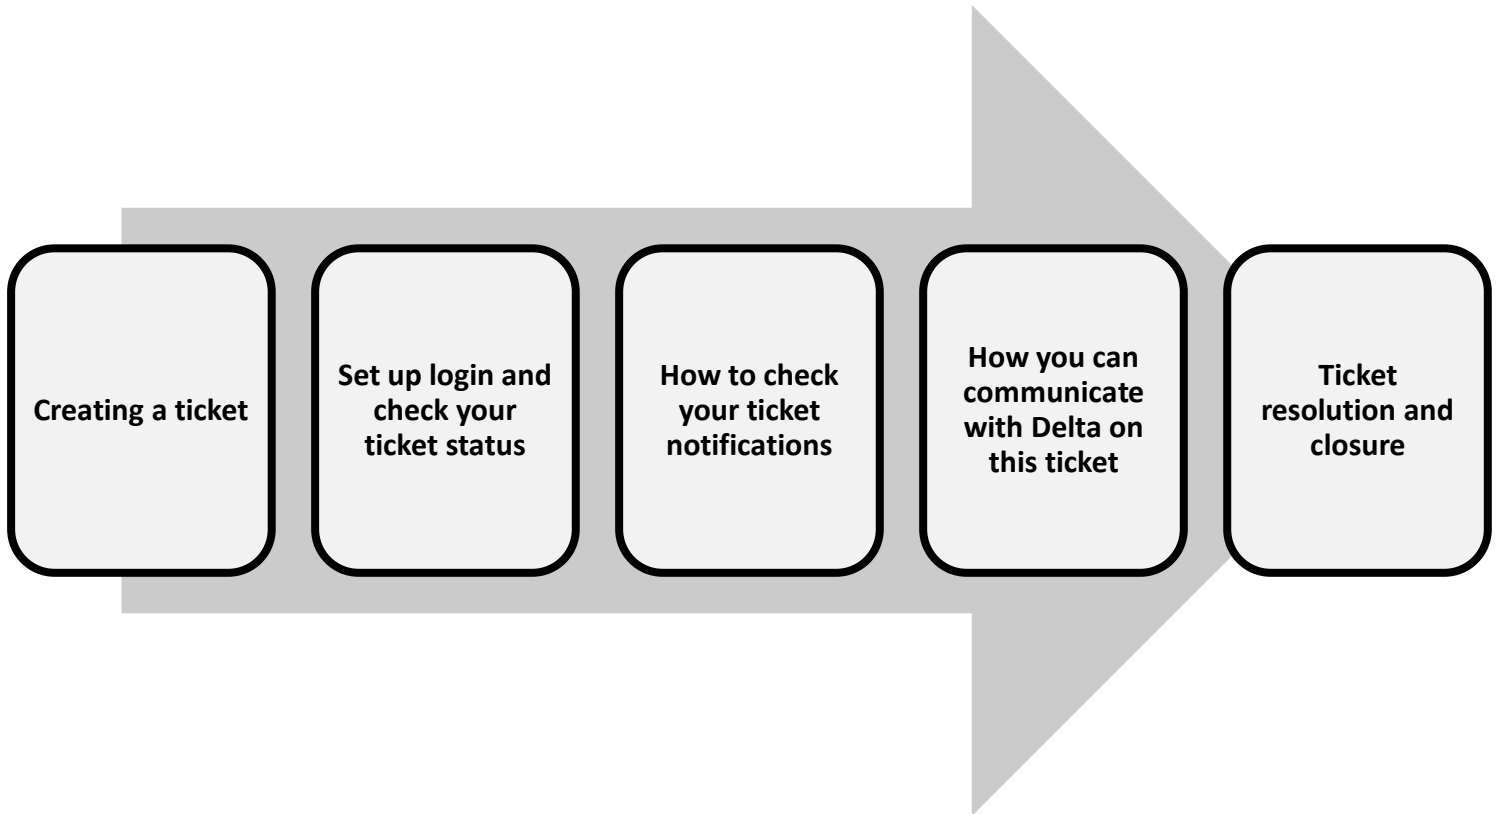 Creating a ticket
Set up login and
check your
ticket status
How to check
your ticket
notifications
How you can
communicate
with Delta on
this ticket
Ticket
resolution and
closure